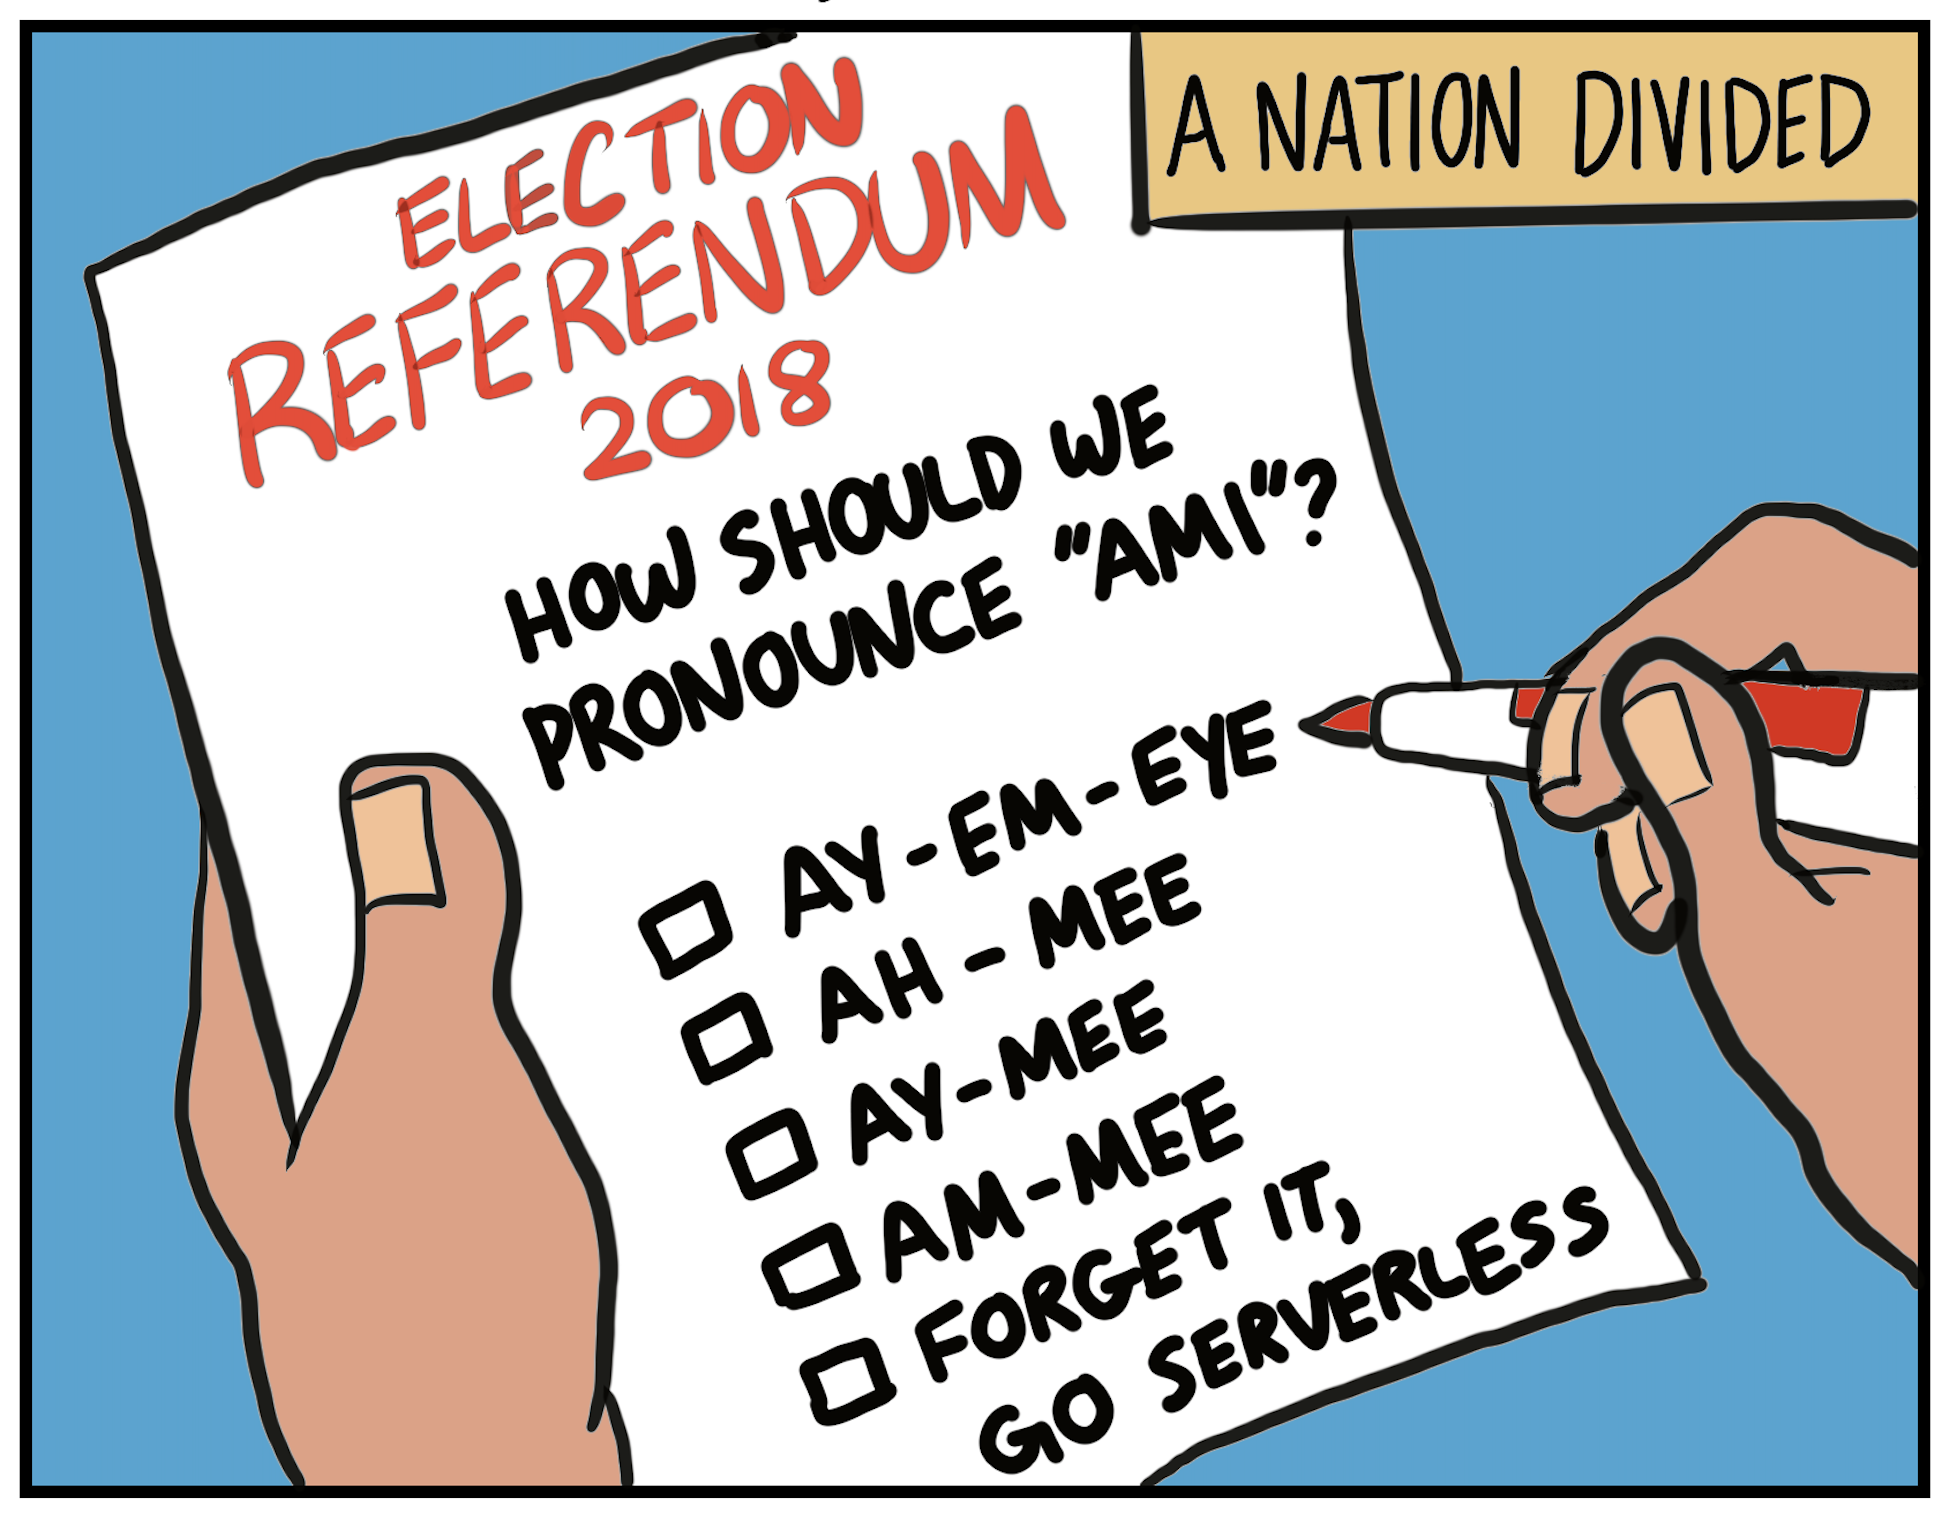 A NATION DIVIDED
ELECTION
REFERENDUM
2018
HOW SHOULD WE
PRONOUNCE "AMI"?
AY-EM-EYE
AH-MEE
AY-MEE
AM-MEE
FORGET IT,
GO SERVERLESS